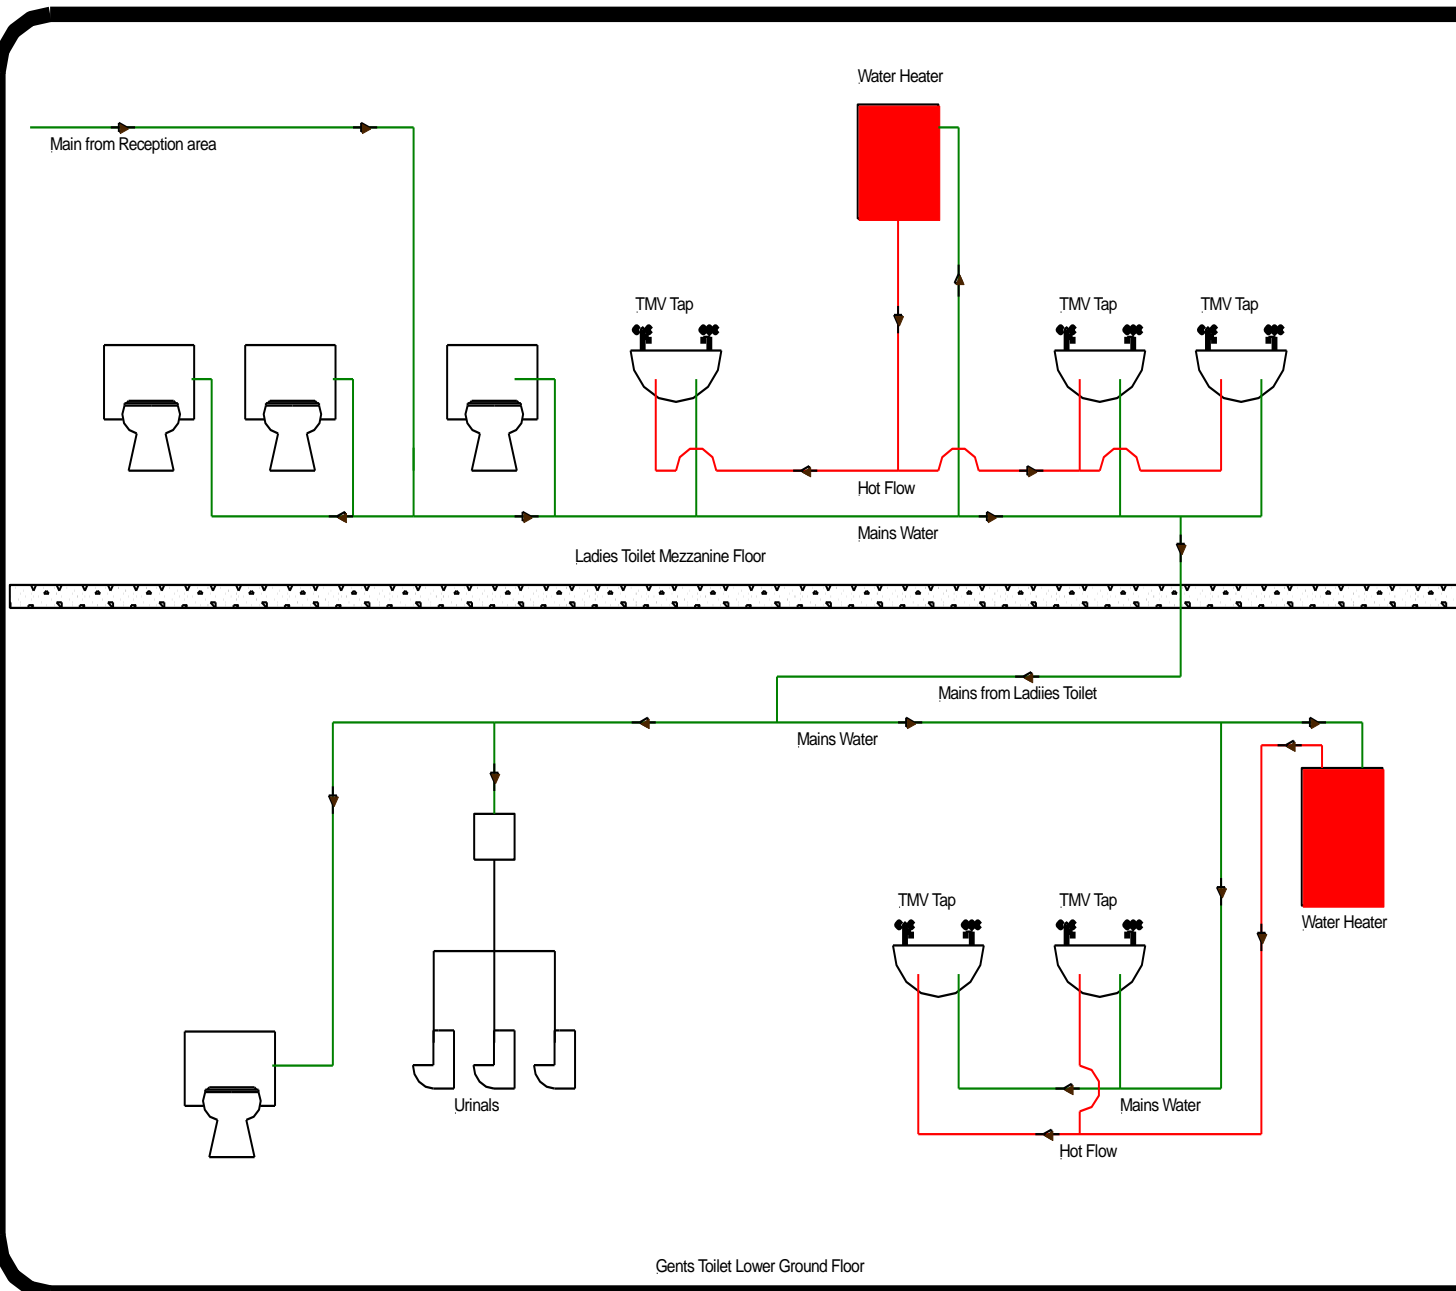 Water Heater
Main from Reception area
TMV Tap
TMV Tap
TMV Tap
Hot Flow
Mains Water
Ladies Toilet Mezzanine Floor
Mains from Ladiies Toilet
Mains Water
TMV Tap
TMV Tap
Water Heater
Urinals
Mains Water
Hot Flow
Gents Toilet Lower Ground Floor